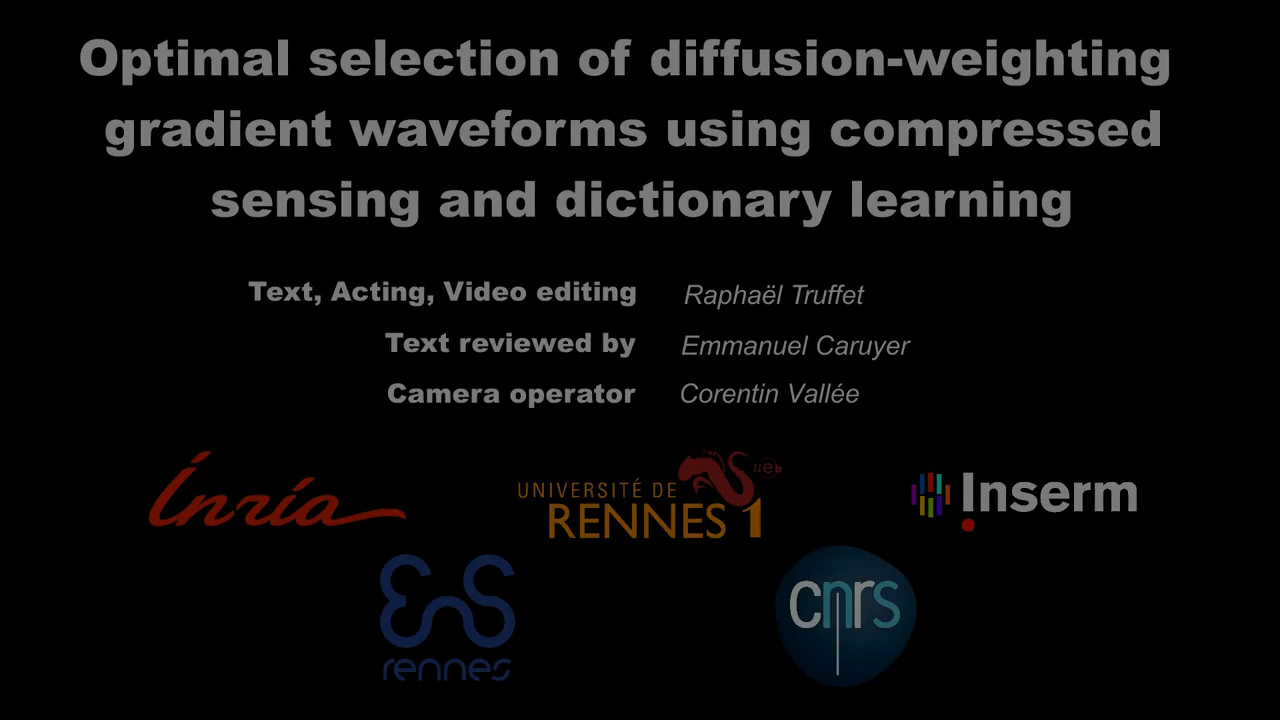 Optimal selection of diffusion-weighting
gradient waveforms using compressed
sensing and dictionary learning
Text, Acting, Video editing Raphaël Truffet
Text reviewed by Emmanuel Caruyer
Camera operator Corentin Vallée
Inria
ueb
UNIVERSITÉ DE
RENNES 1
Inserm
ENS
rennes
cnrs